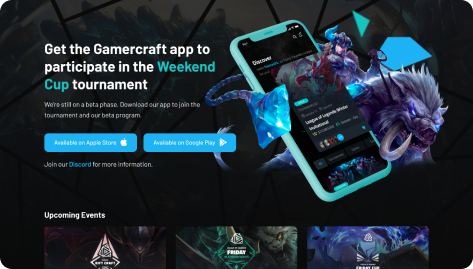 Get the Gamercraft app to
participate in the Weekend
Cup tournament
We're still on a beta phase. Download our app to join the
tournament and our beta program.
Available on Apple Store
Available on Google Play
Join our Discord for more information.
Discover
League of Legends Winter
Invitational
Upcoming Events
RIFT CRAFT
FRIDAY
FRIDAY CUP